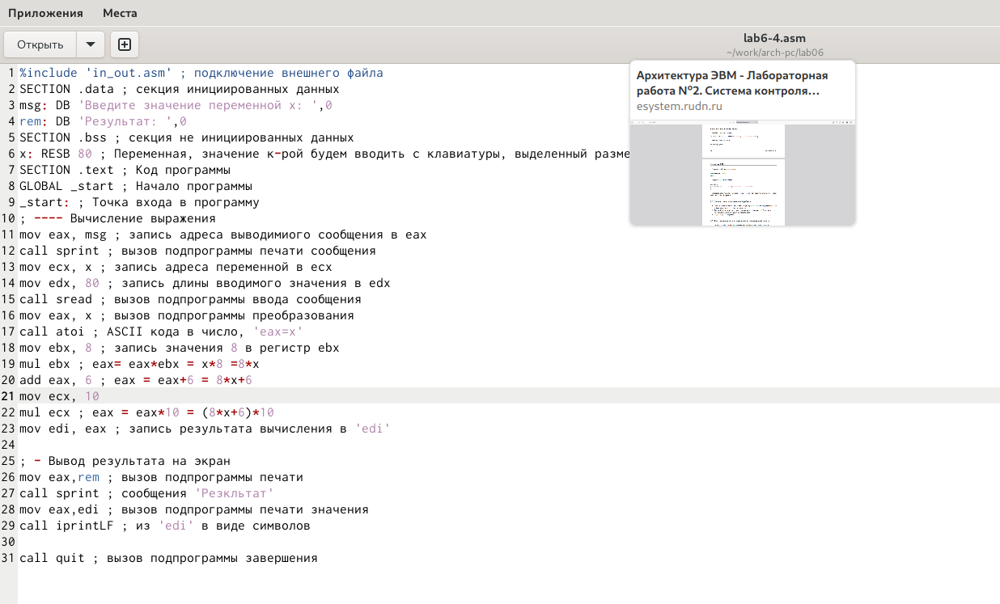 Приложения Места
Открыть
lab6-4.asm
~/work/arch-pc/lab06
Архитектура ЭВМ - Лабораторная
работа №2. Система контроля...
esystem.rudn.ru
1 %include 'in_out.asm' ; подключение внешнего файла
2 SECTION .data ; секция инициированных данных
3 msg: DB 'Введите значение переменной x: ',0
4 rem: DB 'Результат: ',0
5 SECTION .bss ; секция не инициированных данных
6 x: RESB 80 ; Переменная, значение к-рой будем вводить с клавиатуры, выделенный разме
7 SECTION .text ; Код программы
8 GLOBAL _start ; Начало программы
9 _start: ; Точка входа в программу
10 ; ---- Вычисление выражения
11 mov eax, msg ; запись адреса выводимиого сообщения в eax
12 call sprint ; вызов подпрограммы печати сообщения
13 mov ecx, x ; запись адреса переменной в ecx
14 mov edx, 80 ; запись длины вводимого значения в edx
15 call sread ; вызов подпрограммы ввода сообщения
16 mov eax, x ; вызов подпрограммы преобразования
17 call atoi ; ASCII кода в число, 'eax=x'
18 mov ebx, 8 ; запись значения 8 в регистр ebx
19 mul ebx ; eax= eax*ebx = x*8 =8*x
20 add eax, 6 ; eax = eax+6 = 8*x+6
21 mov ecx, 10
22 mul ecx ; eax = eax*10 = (8*x+6)*10
23 mov edi, eax ; запись результата вычисления в 'edi'
24
25 ; - Вывод результата на экран
26 mov eax,rem ; вызов подпрограммы печати
27 call sprint ; сообщения 'Резкльтат'
28 mov eax,edi ; вызов подпрограммы печати значения
29 call iprintLF ; из 'edi' в виде символов
30
31 call quit ; вызов подпрограммы завершения